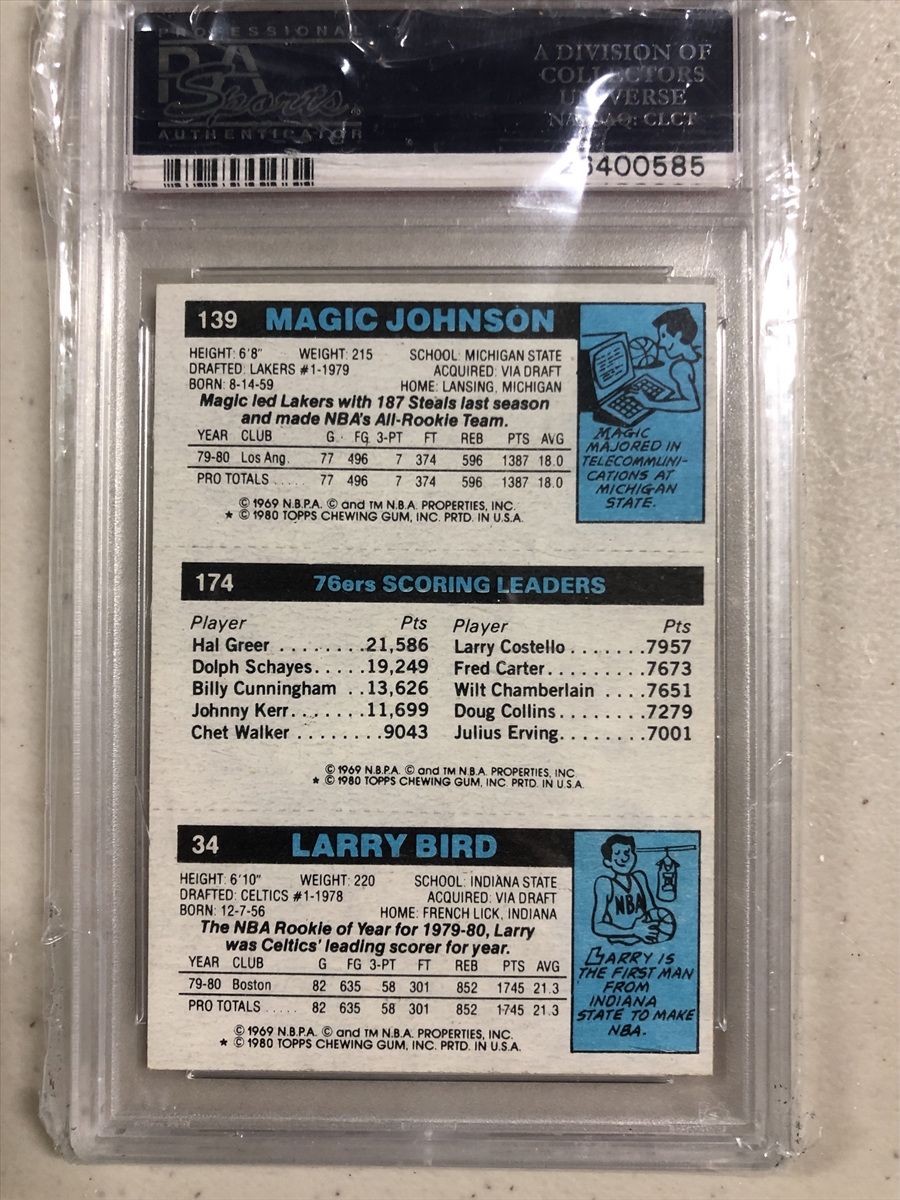 PROFESSIONAL
Sports
AUTHENTICATOR
A DIVISION OF
COLLECTORS
UNIVERSE
NASDAQ: CLCT
6400585
139 MAGIC JOHNSON
HEIGHT: 6'8" WEIGHT: 215 SCHOOL: MICHIGAN STATE
DRAFTED: LAKERS #1-1979 ACQUIRED: VIA DRAFT
BORN: 8-14-59 HOME: LANSING, MICHIGAN
Magic led Lakers with 187 Steals last season
and made NBA's All-Rookie Team.
YEAR CLUB G FG 3-PT FT REB PTS AVG
79-80 Los Ang. 77 496 7 374 596 1387 18.0
PRO TOTALS ..... 77 496 7 374 596 1387 18.0
© 1969 N.B.P.A. © and TM N.B.A. PROPERTIES, INC.
★ © 1980 TOPPS CHEWING GUM, INC. PRTD. IN U.S.A.
MAGIC
MAJORED IN
TELECOMMUNI-
CATIONS AT
MICHIGAN
STATE.
174 76ers SCORING LEADERS
Player Pts Player Pts
Hal Greer ........21,586 Larry Costello .......7957
Dolph Schayes.....19,249 Fred Carter..........7673
Billy Cunningham ..13,626 Wilt Chamberlain ....7651
Johnny Kerr.......11,699 Doug Collins........7279
Chet Walker ........9043 Julius Erving........7001
© 1969 N.B.P.A. © and TM N.B.A. PROPERTIES, INC
★ © 1980 TOPPS CHEWING GUM, INC. PRTD. IN U.S.A.
34 LARRY BIRD
HEIGHT: 6'10" WEIGHT: 220 SCHOOL: INDIANA STATE
DRAFTED: CELTICS #1-1978 ACQUIRED: VIA DRAFT
BORN: 12-7-56 HOME: FRENCH LICK, INDIANA
The NBA Rookie of Year for 1979-80, Larry
was Celtics' leading scorer for year.
YEAR CLUB G FG 3-PT FT REB PTS AVG
79-80 Boston 82 635 58 301 852 1745 21.3
PRO TOTALS ..... 82 635 58 301 852 1745 21.3
© 1969 N.B.P.A. © and TM N.B.A. PROPERTIES, INC.
★ © 1980 TOPPS CHEWING GUM, INC. PRTD. IN U.S.A.
NBA
LARRY IS
THE FIRST MAN
FROM
INDIANA
STATE TO MAKE
NBA.